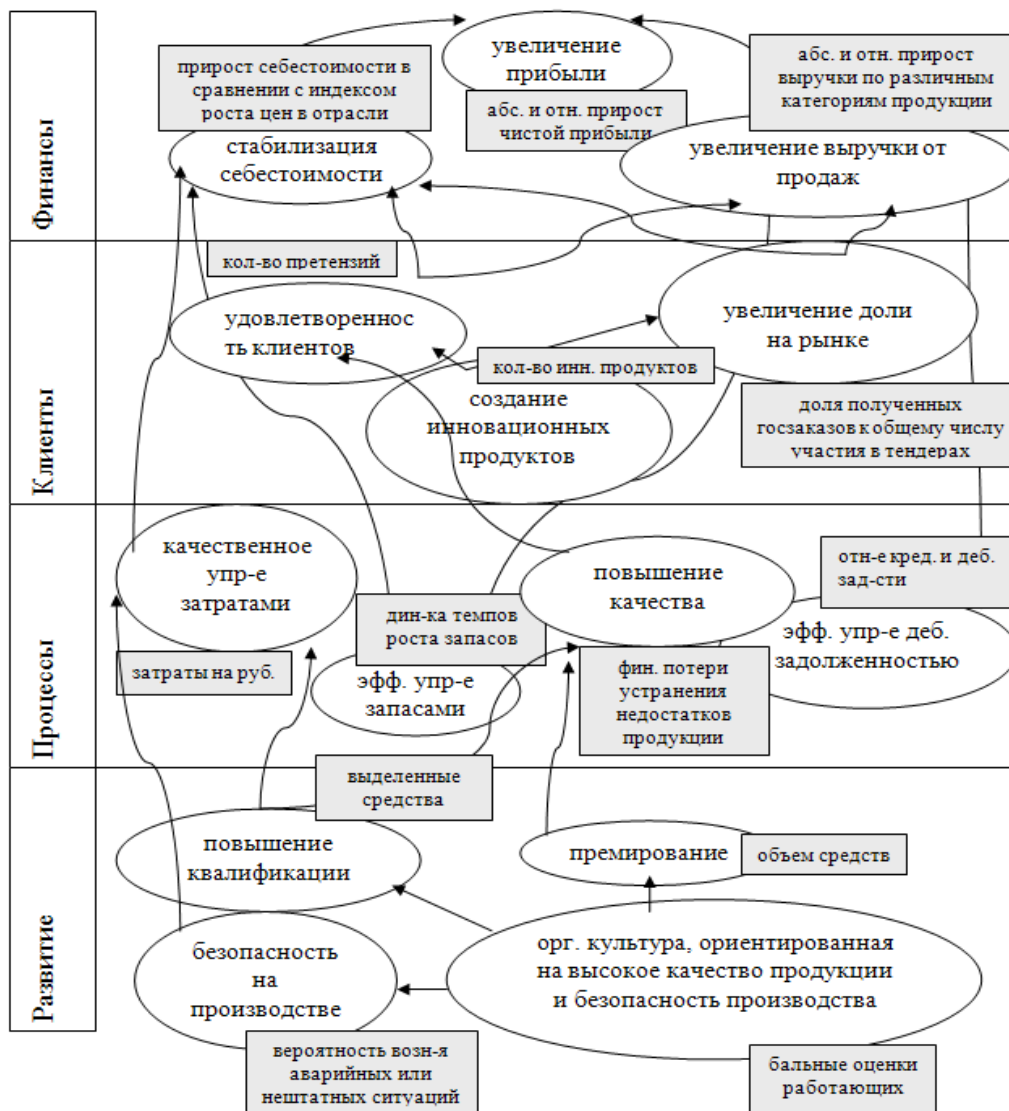 Финансы
увеличение
прибыли
прирост себестоимости в
сравнении с индексом
роста цен в отрасли
абс. и отн. прирост
выручки по различным
категориям продукции
абс. и отн. прирост
чистой прибыли
стабилизация
себестоимости
увеличение выручки от
продаж
Клиенты
кол-во претензий
удовлетвореннос
ть клиентов
увеличение доли
на рынке
кол-во инн. продуктов
создание
инновационных
продуктов
доля полученных
госзаказов к общему числу
участия в тендерах
Процессы
качественное
упр-е
затратами
повышение
качества
отн-е кред. и деб.
зад-сти
дин-ка темпов
роста запасов
эфф. упр-е деб.
задолженностью
затраты на руб.
эфф. упр-е
запасами
фин. потери
устранения
недостатков
продукции
Развитие
выделенные
средства
повышение
квалификации
премирование
объем средств
безопасность
на
производстве
орг. культура, ориентированная
на высокое качество продукции
и безопасность производства
вероятность возн-я
аварийных или
нештатных ситуаций
бальные оценки
работающих